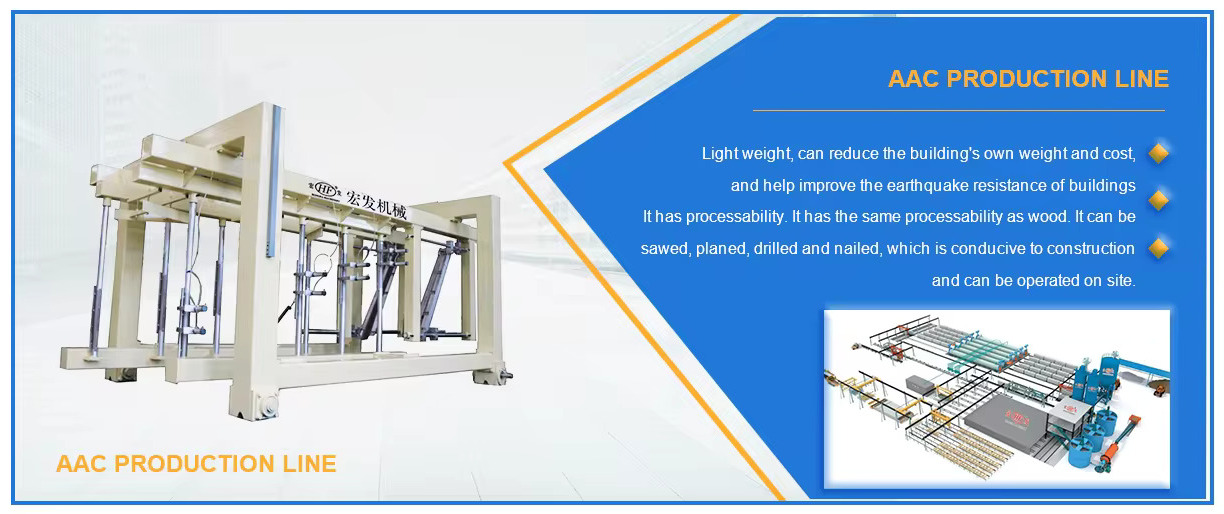 AAC PRODUCTION LINE
Light weight, can reduce the building's own weight and cost,
and help improve the earthquake resistance of buildings
It has processability. It has the same processability as wood. It can be
sawed, planed, drilled and nailed, which is conducive to construction
and can be operated on site.
宏 HF 发 宏发机械
AAC PRODUCTION LINE